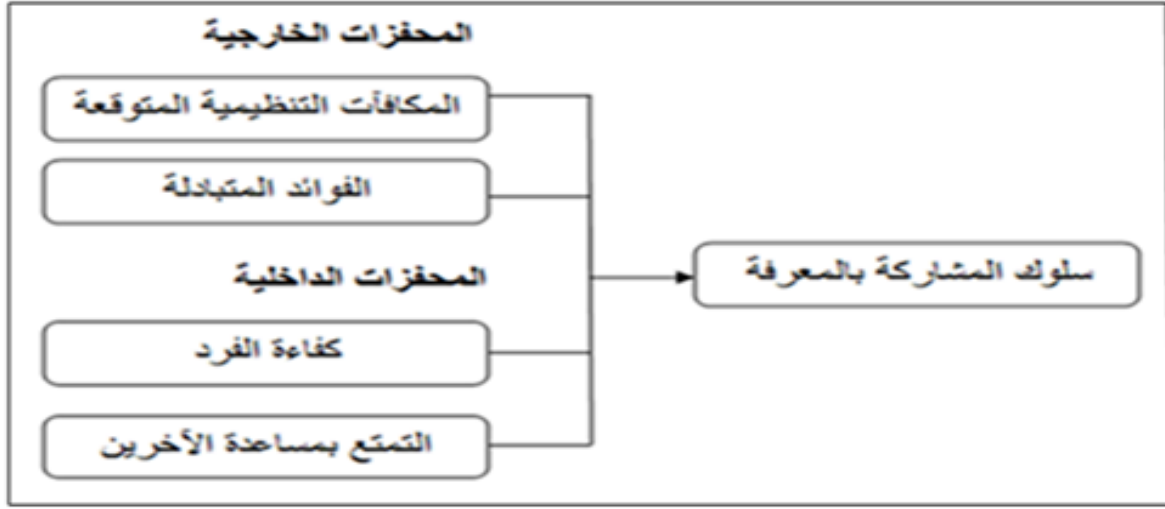 المحفزات الخارجية
المكافآت التنظيمية المتوقعة
الفوائد المتبادلة
المحفزات الداخلية
سلوك المشاركة بالمعرفة
كفاءة الفرد
التمتع بمساعدة الآخرين